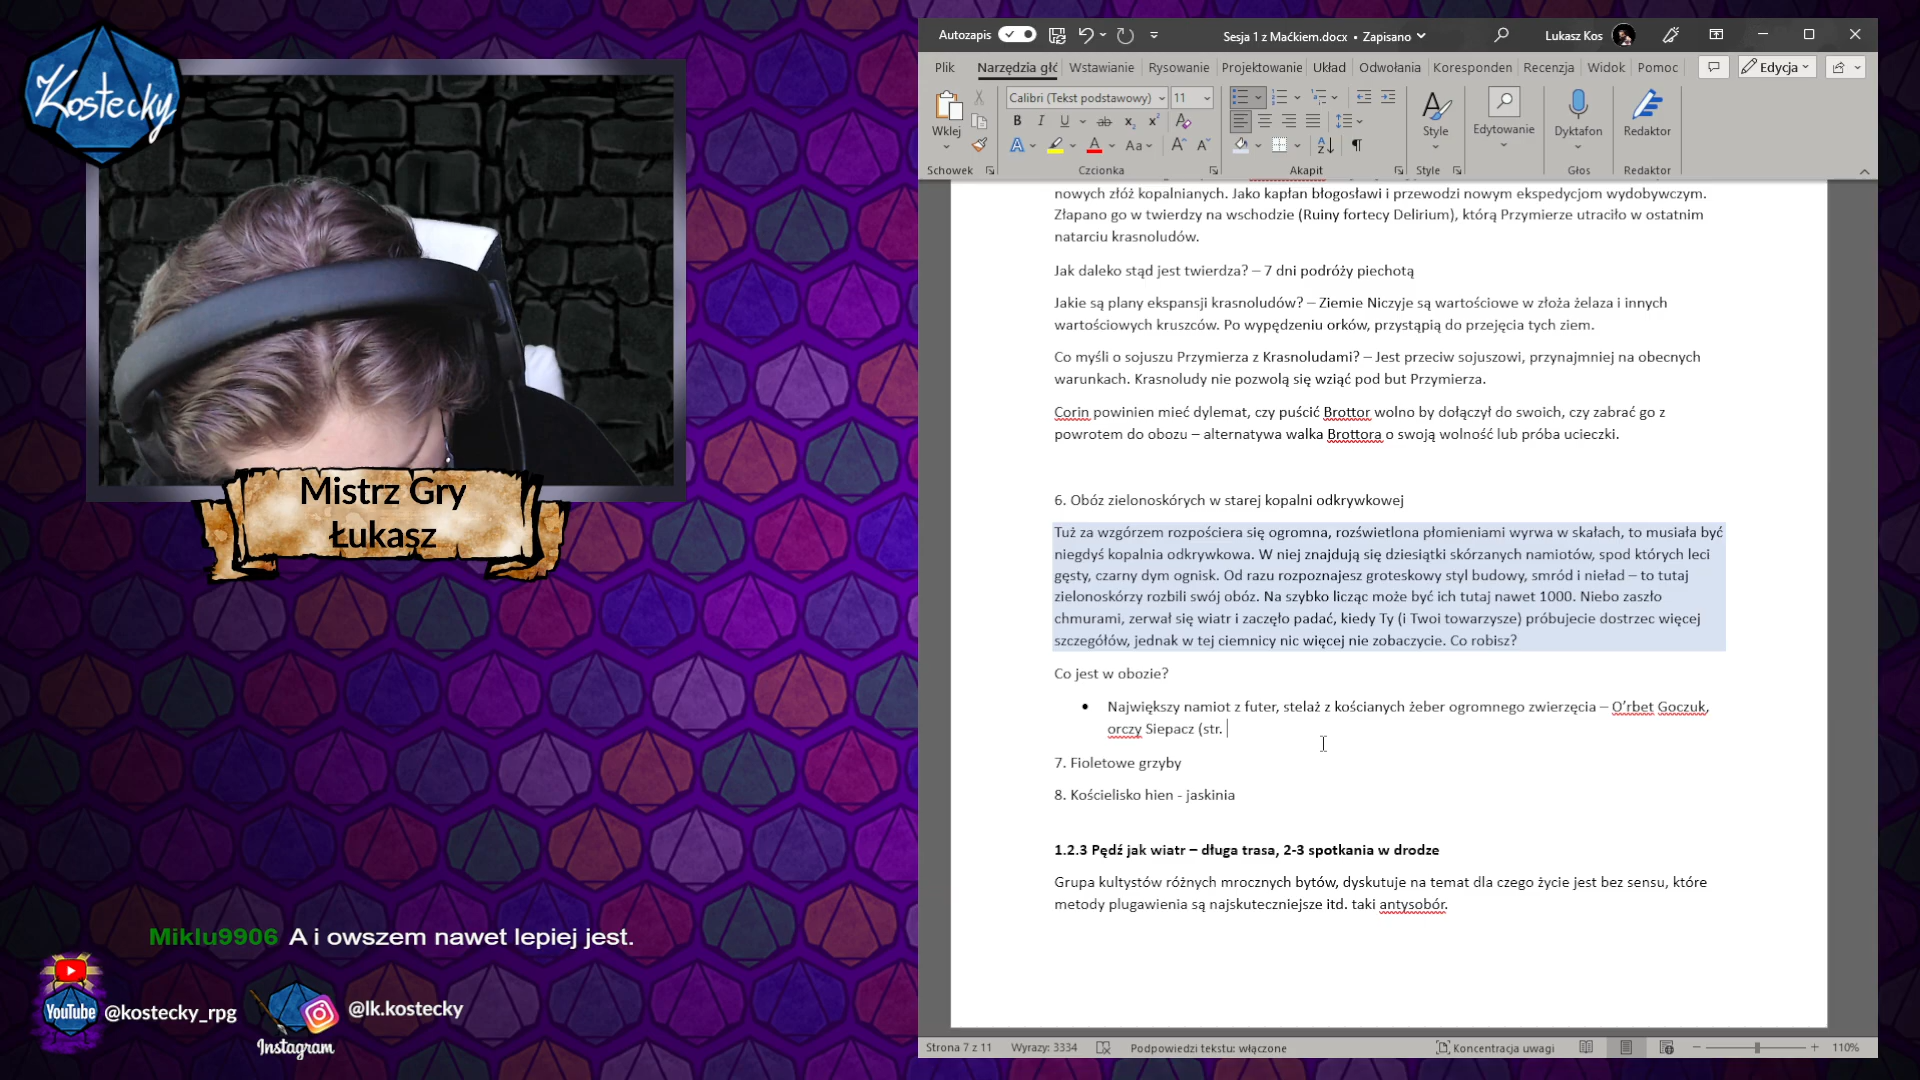 Kostecky
Mistrz Gry
Łukasz
Miklu9906 A i owszem nawet lepiej jest.
YouTube @kostecky_rpg
@lk.kostecky
Instagram
Autozapis
Sesja 1 z Maćkiem.docx • Zapisano
Lukasz Kos
Plik Narzędzia głć Wstawianie Rysowanie Projektowanie Układ Odwołania Koresponden Recenzja Widok Pomoc Edycja
Calibri (Tekst podstawowy) 11
Wklej
Style Edytowanie Dyktafon Redaktor
Schowek Czcionka Akapit Style Głos Redaktor
nowych złóż kopalnianych. Jako kapłan błogosławi i przewodzi nowym ekspedycjom wydobywczym.
Złapano go w twierdzy na wschodzie (Ruiny fortecy Delirium), którą Przymierze utraciło w ostatnim
natarciu krasnoludów.
Jak daleko stąd jest twierdza? – 7 dni podróży piechotą
Jakie są plany ekspansji krasnoludów? – Ziemie Niczyje są wartościowe w złoża żelaza i innych
wartościowych kruszców. Po wypędzeniu orków, przystąpią do przejęcia tych ziem.
Co myśli o sojuszu Przymierza z Krasnoludami? – Jest przeciw sojuszowi, przynajmniej na obecnych
warunkach. Krasnoludy nie pozwolą się wziąć pod but Przymierza.
Corin powinien mieć dylemat, czy puścić Brottor wolno by dołączył do swoich, czy zabrać go z
powrotem do obozu – alternatywa walka Brottora o swoją wolność lub próba ucieczki.
6. Obóz zielonoskórych w starej kopalni odkrywkowej
Tuż za wzgórzem rozpościera się ogromna, rozświetlona płomieniami wyrwa w skałach, to musiała być
niegdyś kopalnia odkrywkowa. W niej znajdują się dziesiątki skórzanych namiotów, spod których leci
gęsty, czarny dym ognisk. Od razu rozpoznajesz groteskowy styl budowy, smród i nieład – to tutaj
zielonoskórzy rozbili swój obóz. Na szybko licząc może być ich tutaj nawet 1000. Niebo zaszło
chmurami, zerwał się wiatr i zaczęło padać, kiedy Ty (i Twoi towarzysze) próbujecie dostrzec więcej
szczegółów, jednak w tej ciemnicy nic więcej nie zobaczycie. Co robisz?
Co jest w obozie?
• Największy namiot z futer, stelaż z kościanych żeber ogromnego zwierzęcia – O’rbet Goczuk,
orczy Siepacz (str.
7. Fioletowe grzyby
8. Kościelisko hien - jaskinia
1.2.3 Pędź jak wiatr – długa trasa, 2-3 spotkania w drodze
Grupa kultystów różnych mrocznych bytów, dyskutuje na temat dla czego życie jest bez sensu, które
metody plugawienia są najskuteczniejsze itd. taki antysobór.
Strona 7 z 11 Wyrazy: 3334 Podpowiedzi tekstu: włączone Koncentracja uwagi 110%